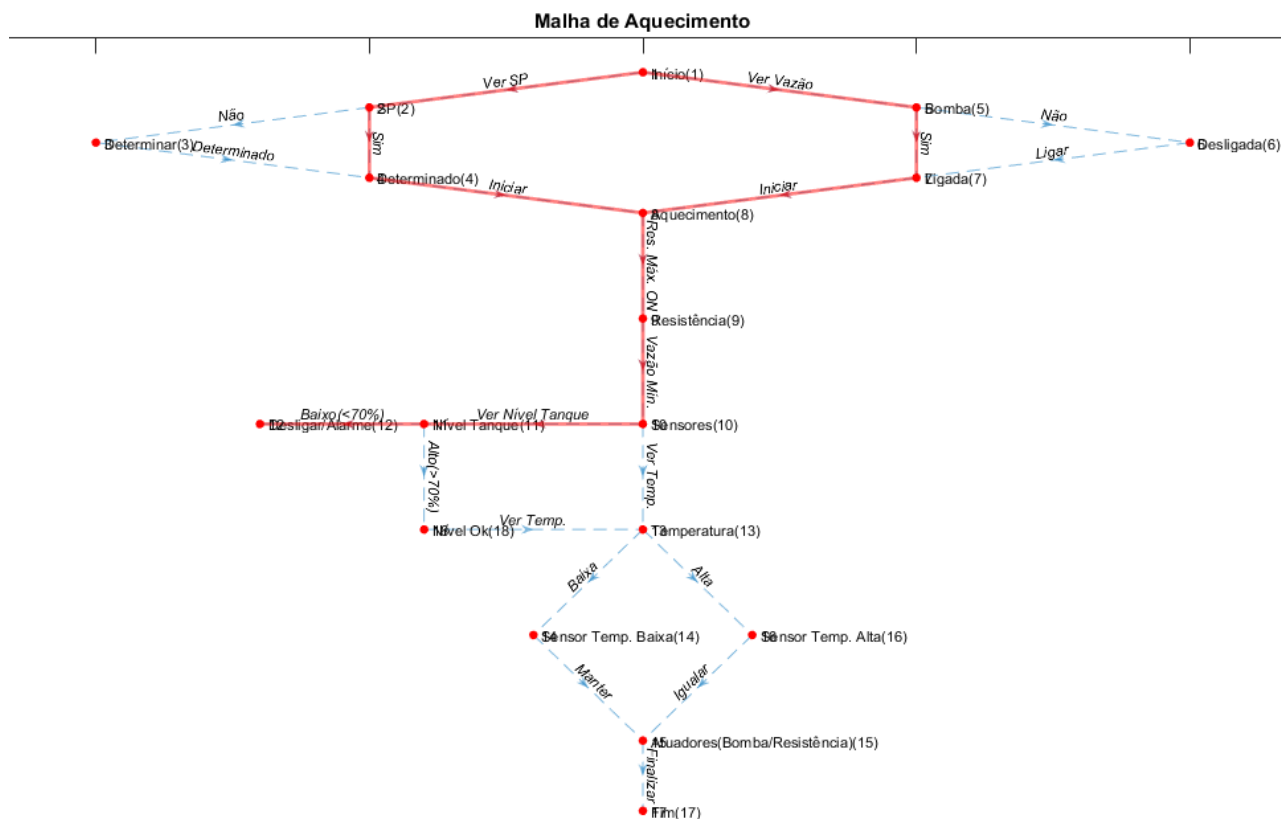 Malha de Aquecimento
Início(1)
Ver SP
Ver Vazão
SP(2)
Bomba(5)
Não
Não
Determinar(3)
Determinado
Sim
Sim
Ligar
Desligada(6)
Determinado(4)
Iniciar
Iniciar
Ligada(7)
Aquecimento(8)
Res. Máx. ON
Resistência(9)
Vazão Mín.
Baixo(<70%)
Ver Nível Tanque
Desligar/Alarme(12)
Nível Tanque(11)
Sensores(10)
Alto(>70%)
Ver Temp.
Nível Ok(18)
Ver Temp.
Temperatura(13)
Baixa
Alta
Sensor Temp. Baixa(14)
Sensor Temp. Alta(16)
Manter
Igualar
Atuadores(Bomba/Resistência)(15)
Finalizar
Fim(17)